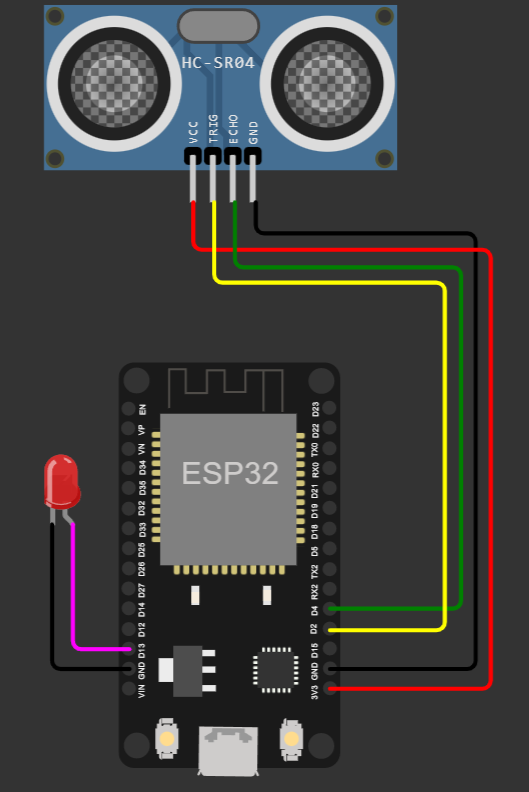 HC-SR04
VCC
TRIG
ECHO
GND
ESP32
EN
VP
VN
D34
D35
D32
D33
D25
D26
D27
D14
D12
D13
GND
VIN
D23
D22
TX0
RX0
D21
D19
D18
D5
TX2
RX2
D4
D2
D15
GND
3V3